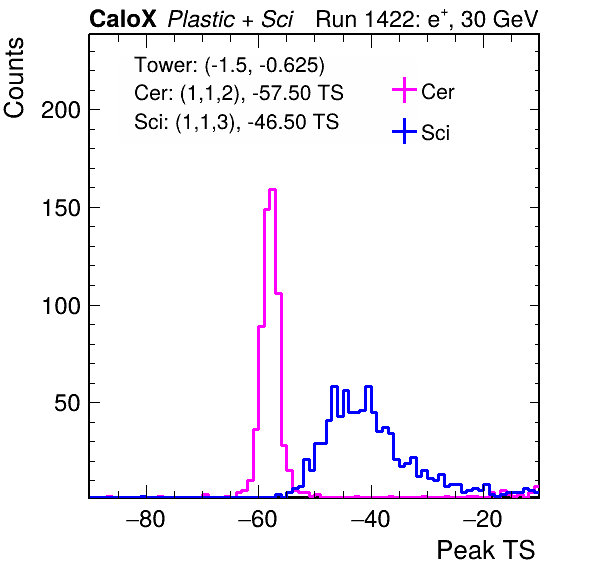 CaloX Plastic + Sci Run 1422: e+, 30 GeV
Counts
Tower: (-1.5, -0.625)
Cer: (1,1,2), -57.50 TS
Sci: (1,1,3), -46.50 TS
Cer
Sci
200
150
100
50
−80 −60 −40 −20
Peak TS